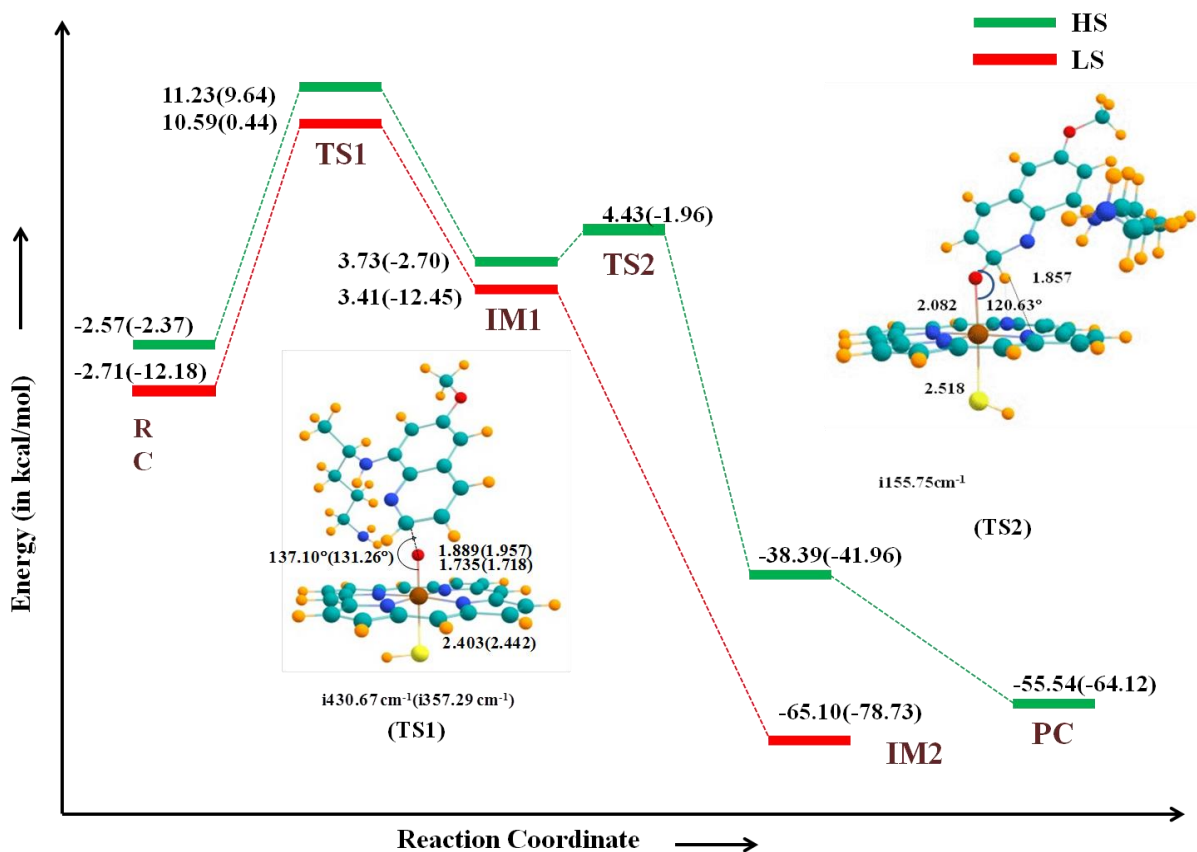 HS
LS
11.23(9.64)
10.59(0.44)
TS1
4.43(-1.96)
TS2
3.73(-2.70)
3.41(-12.45)
IM1
-2.57(-2.37)
-2.71(-12.18)
R
C
1.857
2.082
120.63°
2.518
i155.75cm-1
(TS2)
137.10°(131.26°)
1.889(1.957)
1.735(1.718)
2.403(2.442)
i430.67 cm-1(i357.29 cm-1)
(TS1)
-38.39(-41.96)
-55.54(-64.12)
PC
-65.10(-78.73)
IM2
Energy (in kcal/mol)
Reaction Coordinate